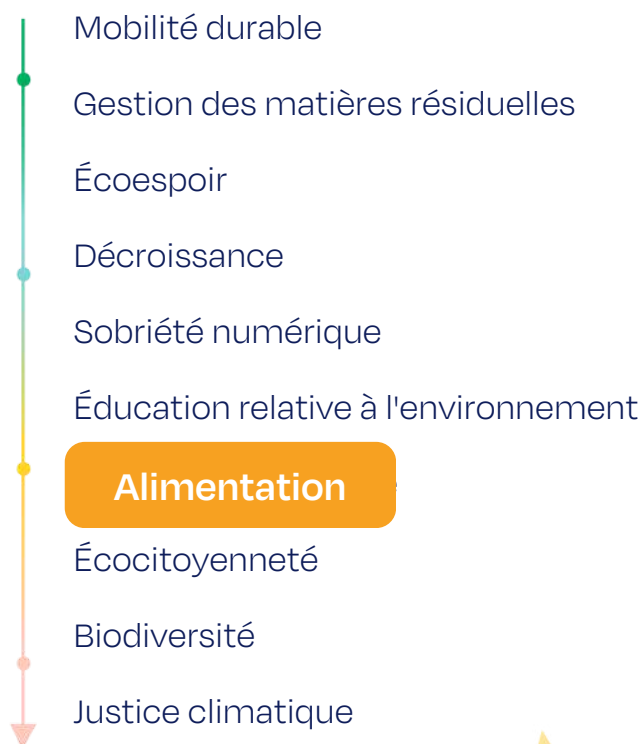 Mobilité durable
Gestion des matières résiduelles
Écoespoir
Décroissance
Sobriété numérique
Éducation relative à l'environnement
Alimentation
Écocitoyenneté
Biodiversité
Justice climatique